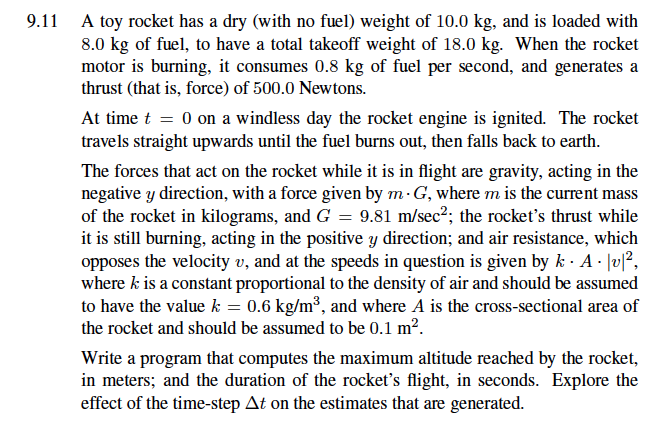 9.11 A toy rocket has a dry (with no fuel) weight of 10.0 kg, and is loaded with
8.0 kg of fuel, to have a total takeoff weight of 18.0 kg. When the rocket
motor is burning, it consumes 0.8 kg of fuel per second, and generates a
thrust (that is, force) of 500.0 Newtons.
At time t = 0 on a windless day the rocket engine is ignited. The rocket
travels straight upwards until the fuel burns out, then falls back to earth.
The forces that act on the rocket while it is in flight are gravity, acting in the
negative y direction, with a force given by m · G, where m is the current mass
of the rocket in kilograms, and G = 9.81 m/sec²; the rocket's thrust while
it is still burning, acting in the positive y direction; and air resistance, which
opposes the velocity v, and at the speeds in question is given by k · A · |v|²,
where k is a constant proportional to the density of air and should be assumed
to have the value k = 0.6 kg/m³, and where A is the cross-sectional area of
the rocket and should be assumed to be 0.1 m².
Write a program that computes the maximum altitude reached by the rocket,
in meters; and the duration of the rocket's flight, in seconds. Explore the
effect of the time-step Δt on the estimates that are generated.